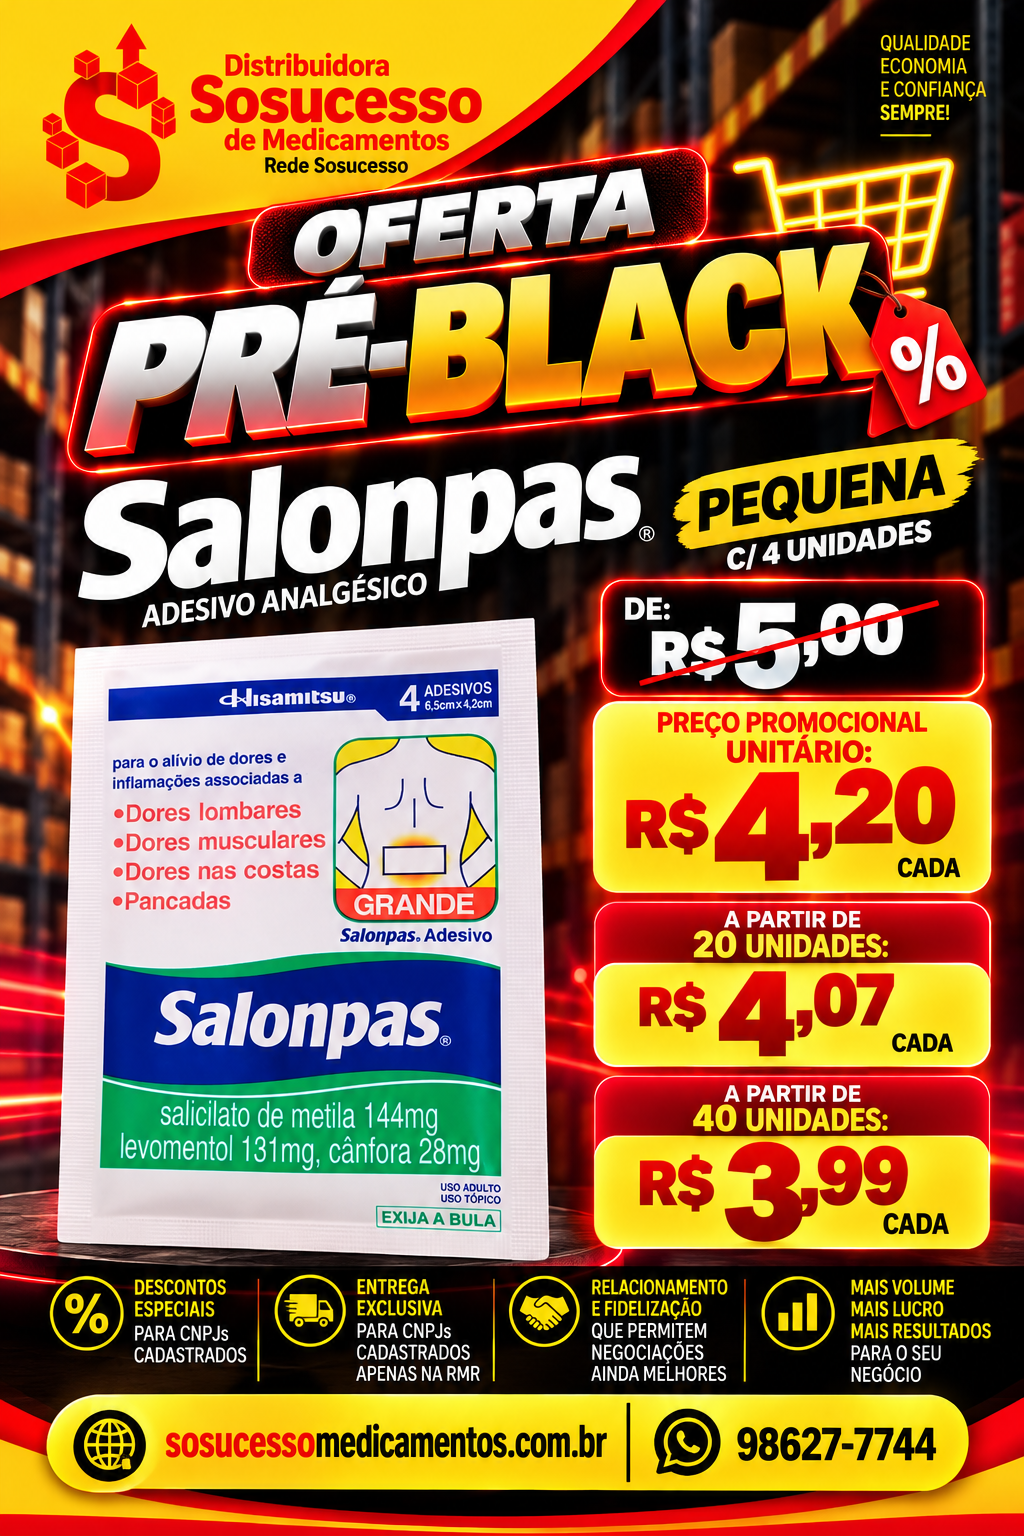 Distribuidora
Sosucesso
de Medicamentos
Rede Sosucesso
QUALIDADE
ECONOMIA
E CONFIANÇA
SEMPRE!
OFERTA
PRÉ-BLACK
%
Salonpas®
ADESIVO ANALGÉSICO
PEQUENA
C/ 4 UNIDADES
DE:
R$ 5,00
PREÇO PROMOCIONAL
UNITÁRIO:
R$ 4,20
CADA
A PARTIR DE
20 UNIDADES:
R$ 4,07
CADA
A PARTIR DE
40 UNIDADES:
R$ 3,99
CADA
Hisamitsu®
4 ADESIVOS
6,5cm x 4,2cm
para o alívio de dores e
inflamações associadas a
•Dores lombares
•Dores musculares
•Dores nas costas
•Pancadas
GRANDE
Salonpas® Adesivo
Salonpas®
salicilato de metila 144mg
levomentol 131mg, cânfora 28mg
USO ADULTO
USO TÓPICO
EXIJA A BULA
%
DESCONTOS
ESPECIAIS
PARA CNPJs
CADASTRADOS
ENTREGA
EXCLUSIVA
PARA CNPJs
CADASTRADOS
APENAS NA RMR
RELACIONAMENTO
E FIDELIZAÇÃO
QUE PERMITEM
NEGOCIAÇÕES
AINDA MELHORES
MAIS VOLUME
MAIS LUCRO
MAIS RESULTADOS
PARA O SEU
NEGÓCIO
sosucessomedicamentos.com.br
98627-7744